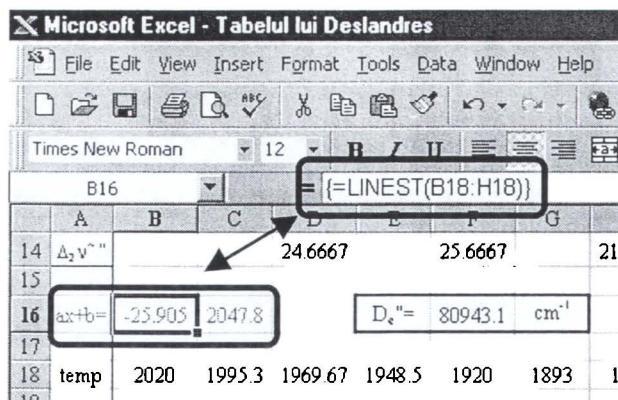 Microsoft Excel - Tabelul lui Deslandres
File Edit View Insert Format Tools Data Window Help
ABC
Times New Roman 12 B I U
B16 = {=LINEST(B18:H18)}
A B C D E F G
14 Δ₂ν~" 24.6667 25.6667 21
15
16 ax+b= -25.905 2047.8 Dₑ"= 80943.1 cm⁻¹
17
18 temp 2020 1995.3 1969.67 1948.5 1920 1893 1